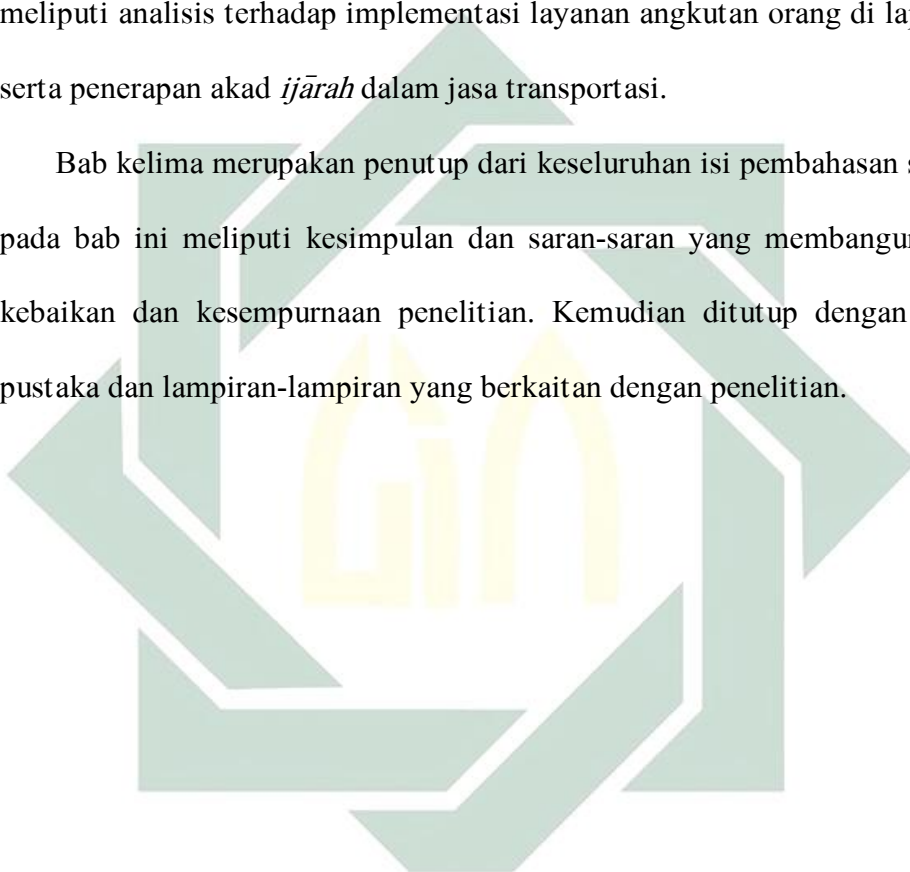 meliputi analisis terhadap implementasi layanan angkutan orang di
serta penerapan akad ijārah dalam jasa transportasi.
Bab kelima merupakan penutup dari keseluruhan isi pembahasan
pada bab ini meliputi kesimpulan dan saran-saran yang membangun
kebaikan dan kesempurnaan penelitian. Kemudian ditutup dengan
pustaka dan lampiran-lampiran yang berkaitan dengan penelitian.